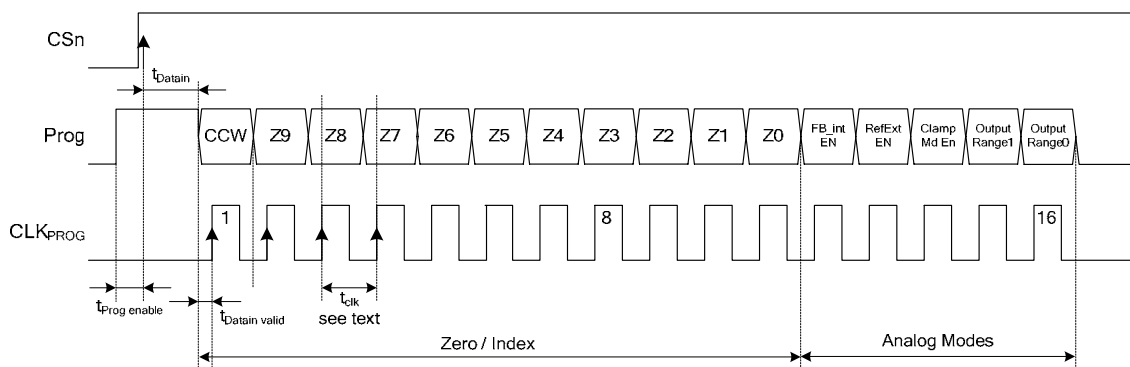 CSn
tDatain
Prog
CCW Z9 Z8 Z7 Z6 Z5 Z4 Z3 Z2 Z1 Z0 FB_int EN RefExt EN Clamp Md En Output Range1 Output Range0
CLKPROG
1 8 16
tProg enable
tDatain valid
tclk
see text
Zero / Index
Analog Modes